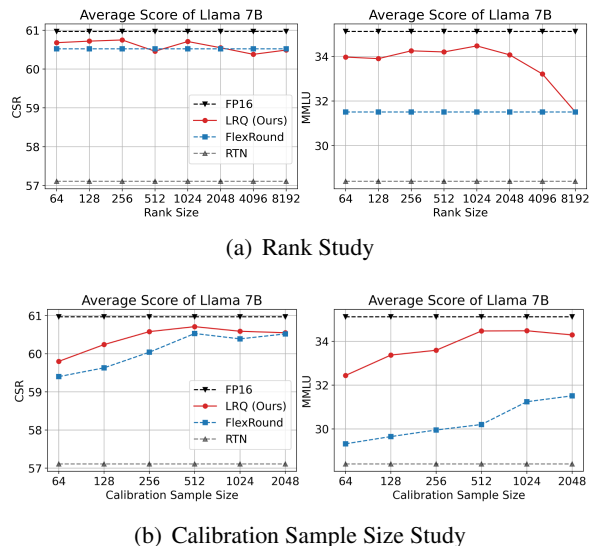 Average Score of Llama 7B
61
60
59
58
57
CSR
FP16
LRQ (Ours)
FlexRound
RTN
64 128 256 512 1024 2048 4096 8192
Rank Size
Average Score of Llama 7B
34
32
30
MMLU
64 128 256 512 1024 2048 4096 8192
Rank Size
(a) Rank Study
Average Score of Llama 7B
61
60
59
58
57
CSR
FP16
LRQ (Ours)
FlexRound
RTN
64 128 256 512 1024 2048
Calibration Sample Size
Average Score of Llama 7B
34
32
30
MMLU
64 128 256 512 1024 2048
Calibration Sample Size
(b) Calibration Sample Size Study